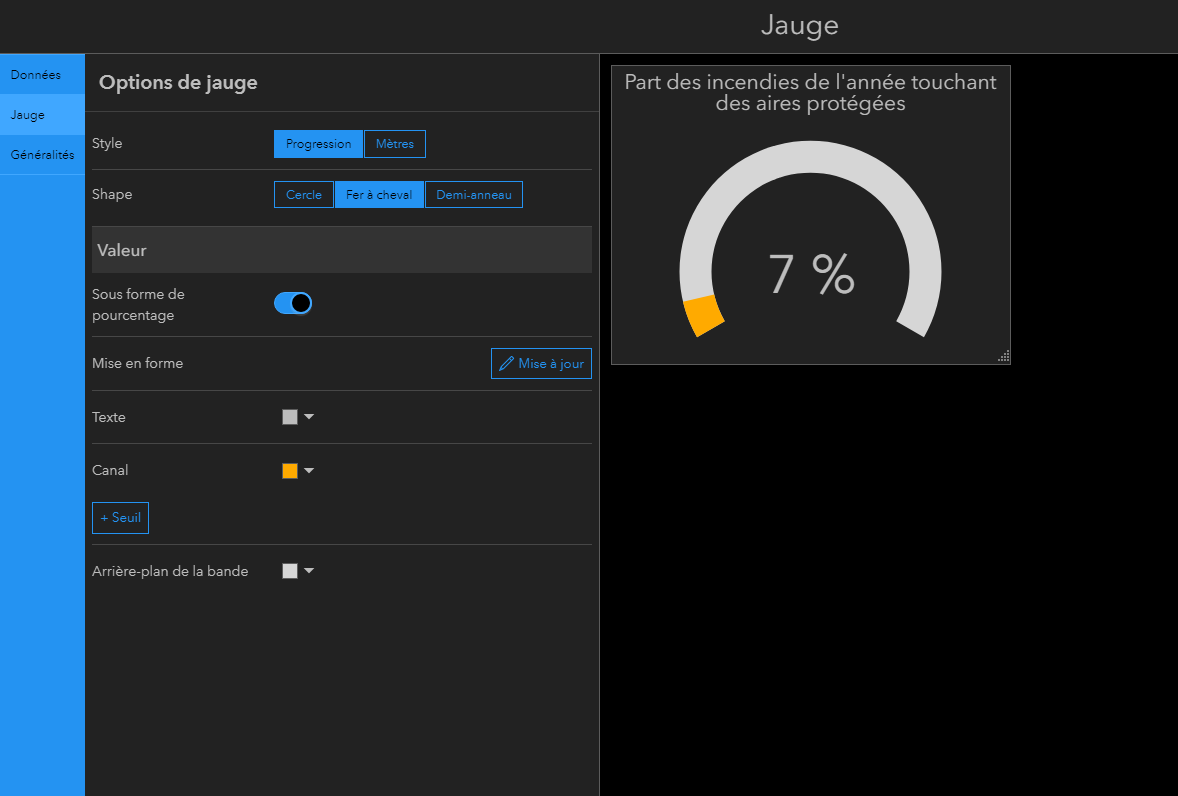 Jauge
Données
Jauge
Généralités
Options de jauge
Style
Progression
Mètres
Shape
Cercle
Fer à cheval
Demi-anneau
Valeur
Sous forme de
pourcentage
Mise en forme
Mise à jour
Texte
Canal
+ Seuil
Arrière-plan de la bande
Part des incendies de l'année touchant
des aires protégées
7 %